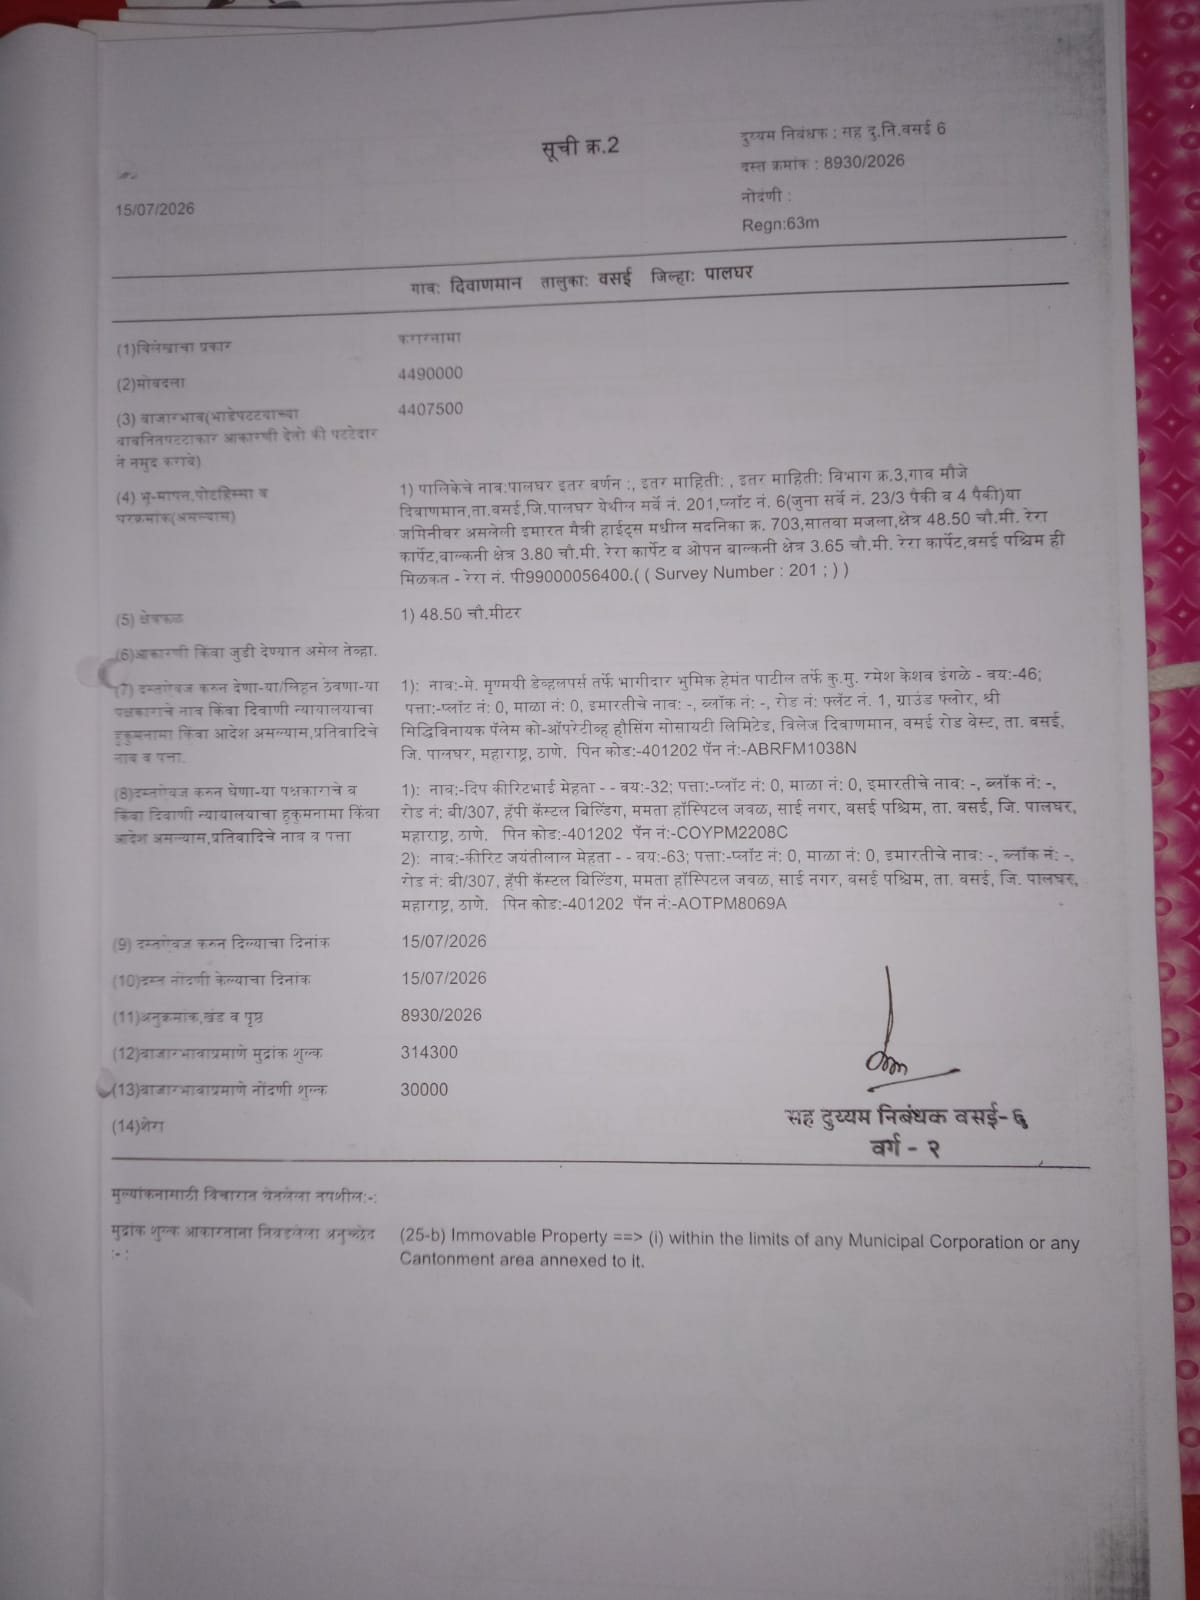 सूची क्र.2
दुय्यम निबंधक : सह दु.नि.वसई 6
दस्त क्रमांक : 8930/2026
नोदंणी :
Regn:63m
15/07/2026
गाव: दिवाणमान तालुका: वसई जिल्हा: पालघर
(1)विलेखाचा प्रकार करारनामा
(2)मोबदला 4490000
(3) बाजारभाव(भाडेपटटयाच्या 4407500
बाबतितपटटाकार आकारणी देतो की पटटेदार
ते नमुद करावे)
(4) भू-मापन,पोटहिस्सा व
घरक्रमांक(असल्यास)
1) पालिकेचे नाव:पालघर इतर वर्णन :, इतर माहिती: , इतर माहिती: विभाग क्र.3,गाव मौजे
दिवाणमान,ता.वसई,जि.पालघर येथील सर्वे नं. 201,प्लॉट नं. 6(जुना सर्वे नं. 23/3 पैकी व 4 पैकी)या
जमिनीवर असलेली इमारत मैत्री हाईट्स मधील सदनिका क्र. 703,सातवा मजला,क्षेत्र 48.50 चौ.मी. रेरा
कार्पेट,बाल्कनी क्षेत्र 3.80 चौ.मी. रेरा कार्पेट व ओपन बाल्कनी क्षेत्र 3.65 चौ.मी. रेरा कार्पेट,वसई पश्चिम ही
मिळकत - रेरा नं. पी99000056400.( ( Survey Number : 201 ; ) )
(5) क्षेत्रफळ 1) 48.50 चौ.मीटर
(6)आकारणी किंवा जुडी देण्यात असेल तेव्हा.
(7) दस्तऐवज करुन देणा-या/लिहून ठेवणा-या
पक्षकाराचे नाव किंवा दिवाणी न्यायालयाचा
हुकुमनामा किंवा आदेश असल्यास,प्रतिवादिचे
नाव व पत्ता.
1): नाव:-मे. मृण्मयी डेव्हलपर्स तर्फे भागीदार भुमिक हेमंत पाटील तर्फे कु.मु. रमेश केशव इंगळे - वय:-46;
पत्ता:-प्लॉट नं: 0, माळा नं: 0, इमारतीचे नाव: -, ब्लॉक नं: -, रोड नं: फ्लॅट नं. 1, ग्राउंड फ्लोर, श्री
सिद्धिविनायक पॅलेस को-ऑपरेटीव्ह हौसिंग सोसायटी लिमिटेड, विलेज दिवाणमान, वसई रोड वेस्ट, ता. वसई,
जि. पालघर, महाराष्ट्र, ठाणे. पिन कोड:-401202 पॅन नं:-ABRFM1038N
(8)दस्तऐवज करुन घेणा-या पक्षकाराचे व
किंवा दिवाणी न्यायालयाचा हुकुमनामा किंवा
आदेश असल्यास,प्रतिवादिचे नाव व पत्ता
1): नाव:-दिप कीरिटभाई मेहता - - वय:-32; पत्ता:-प्लॉट नं: 0, माळा नं: 0, इमारतीचे नाव: -, ब्लॉक नं: -,
रोड नं: बी/307, हॅपी कॅस्टल बिल्डिंग, ममता हॉस्पिटल जवळ, साई नगर, वसई पश्चिम, ता. वसई, जि. पालघर,
महाराष्ट्र, ठाणे. पिन कोड:-401202 पॅन नं:-COYPM2208C
2): नाव:-कीरिट जयंतीलाल मेहता - - वय:-63; पत्ता:-प्लॉट नं: 0, माळा नं: 0, इमारतीचे नाव: -, ब्लॉक नं: -,
रोड नं: बी/307, हॅपी कॅस्टल बिल्डिंग, ममता हॉस्पिटल जवळ, साई नगर, वसई पश्चिम, ता. वसई, जि. पालघर,
महाराष्ट्र, ठाणे. पिन कोड:-401202 पॅन नं:-AOTPM8069A
(9) दस्तऐवज करुन दिल्याचा दिनांक 15/07/2026
(10)दस्त नोंदणी केल्याचा दिनांक 15/07/2026
(11)अनुक्रमांक,खंड व पृष्ठ 8930/2026
(12)बाजारभावाप्रमाणे मुद्रांक शुल्क 314300
(13)बाजारभावाप्रमाणे नोंदणी शुल्क 30000
(14)शेरा
सह दुय्यम निबंधक वसई-६
वर्ग - २
मुल्यांकनासाठी विचारात घेतलेला तपशील:-:
मुद्रांक शुल्क आकारताना निवडलेला अनुच्छेद
:- :
(25-b) Immovable Property ==> (i) within the limits of any Municipal Corporation or any
Cantonment area annexed to it.